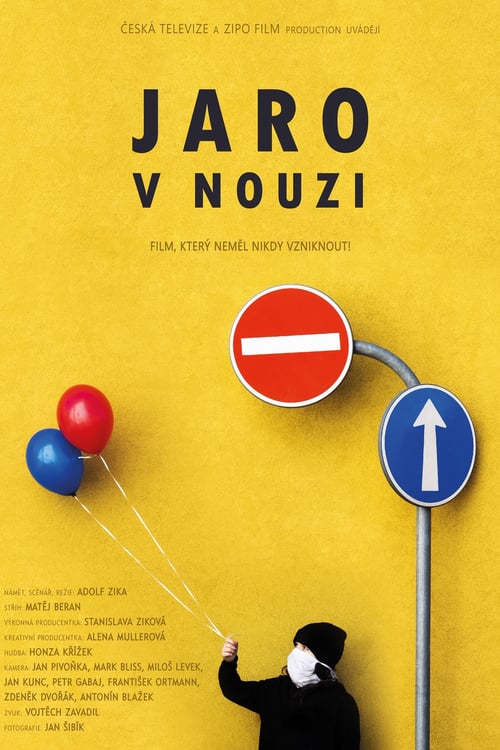 ČESKÁ TELEVIZE A ZIPO FILM PRODUCTION UVÁDĚJÍ
JARO
V NOUZI
FILM, KTERÝ NEMĚL NIKDY VZNIKNOUT!
NÁMĚT, SCÉNÁŘ, REŽIE: ADOLF ZIKA
STŘIH: MATĚJ BERAN
VÝKONNÁ PRODUCENTKA: STANISLAVA ZIKOVÁ
KREATIVNÍ PRODUCENTKA: ALENA MULLEROVÁ
HUDBA: HONZA KŘÍŽEK
KAMERA: JAN PIVOŇKA, MARK BLISS, MILOŠ LEVEK,
JAN KUNC, PETR GABAJ, FRANTIŠEK ORTMANN,
ZDENĚK DVOŘÁK, ANTONÍN BLAŽEK
ZVUK: VOJTĚCH ZAVADIL
FOTOGRAFIE: JAN ŠIBÍK